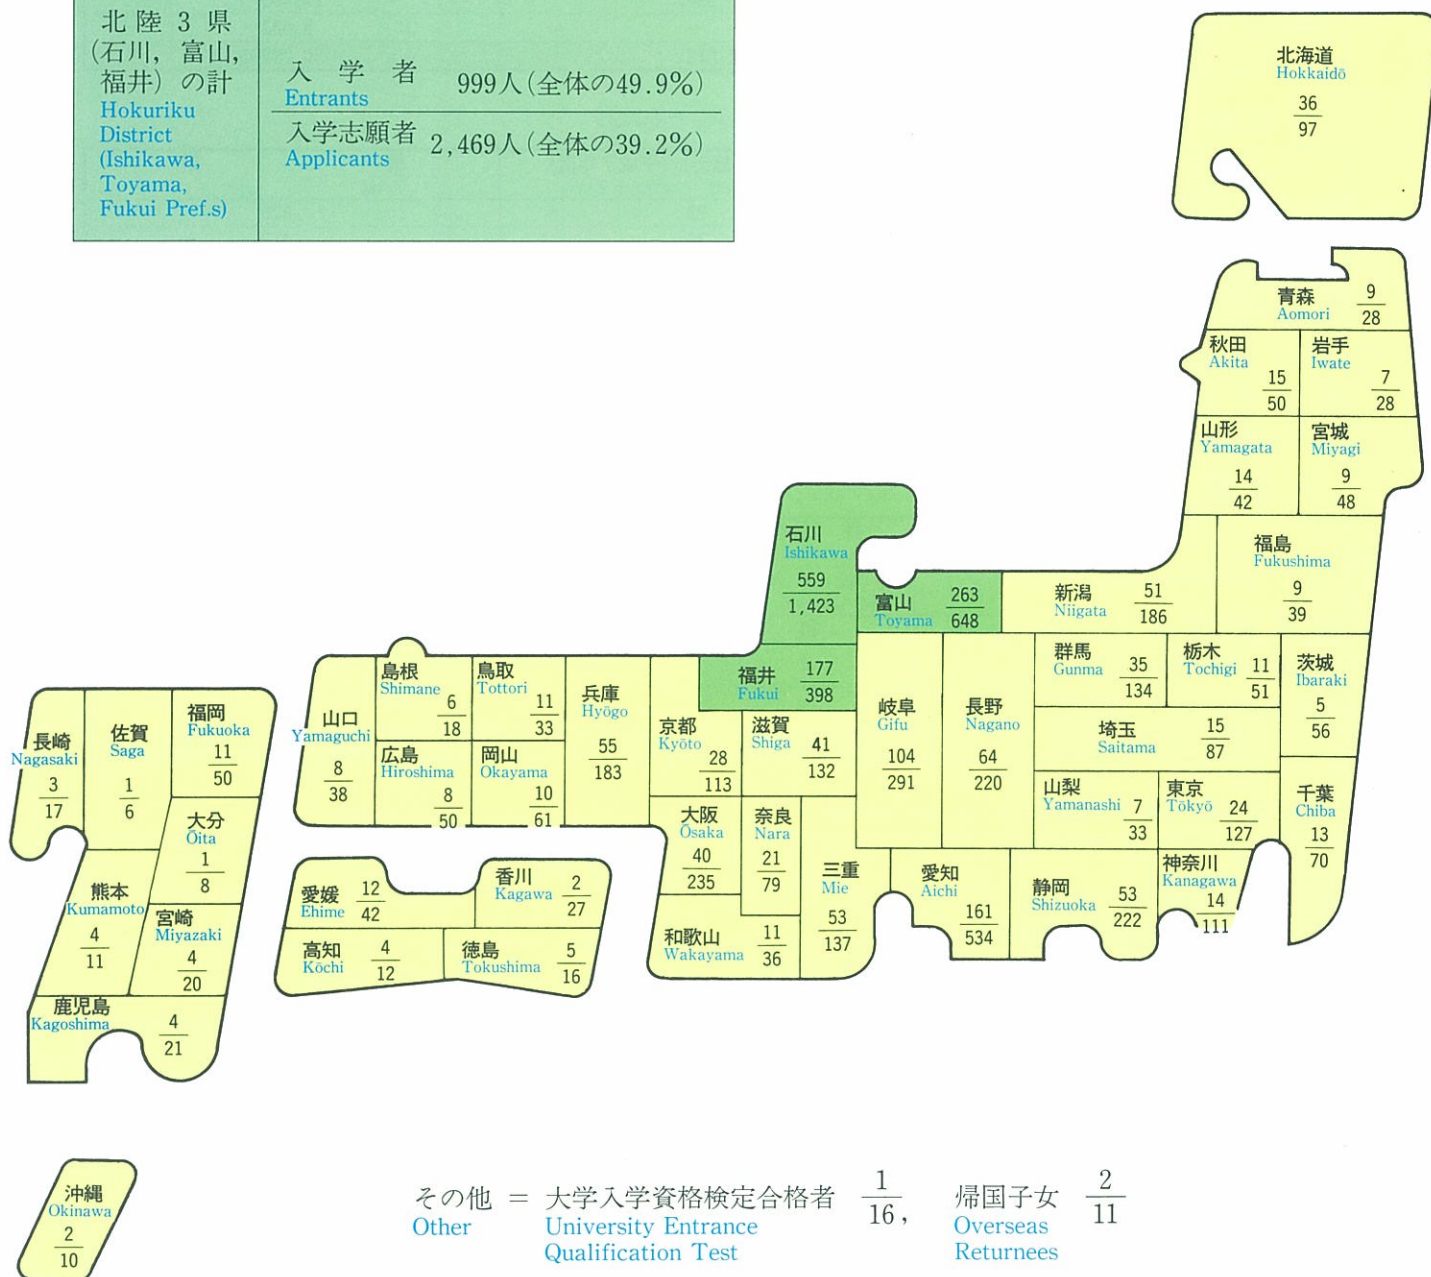 北陸3県
(石川, 富山,
福井)の計
Hokuriku
District
(Ishikawa,
Toyama,
Fukui Pref.s)
入学者 999人(全体の49.9%)
Entrants
入学志願者 2,469人(全体の39.2%)
Applicants
北海道
Hokkaidō
36
97
青森
Aomori
9
28
秋田
Akita
15
50
岩手
Iwate
7
28
山形
Yamagata
14
42
宮城
Miyagi
9
48
福島
Fukushima
9
39
石川
Ishikawa
559
1,423
富山
Toyama
263
648
新潟
Niigata
51
186
福井
Fukui
177
398
岐阜
Gifu
104
291
長野
Nagano
64
220
群馬
Gunma
35
134
栃木
Tochigi
11
51
茨城
Ibaraki
5
56
埼玉
Saitama
15
87
山梨
Yamanashi
7
33
東京
Tōkyō
24
127
千葉
Chiba
13
70
神奈川
Kanagawa
14
111
静岡
Shizuoka
53
222
愛知
Aichi
161
534
三重
Mie
53
137
滋賀
Shiga
41
132
京都
Kyōto
28
113
奈良
Nara
21
79
大阪
Ōsaka
40
235
和歌山
Wakayama
11
36
兵庫
Hyōgo
55
183
鳥取
Tottori
11
33
島根
Shimane
6
18
岡山
Okayama
10
61
広島
Hiroshima
8
50
山口
Yamaguchi
8
38
愛媛
Ehime
12
42
香川
Kagawa
2
27
高知
Kōchi
4
12
徳島
Tokushima
5
16
福岡
Fukuoka
11
50
佐賀
Saga
1
6
長崎
Nagasaki
3
17
大分
Ōita
1
8
熊本
Kumamoto
4
11
宮崎
Miyazaki
4
20
鹿児島
Kagoshima
4
21
沖縄
Okinawa
2
10
その他 = 大学入学資格検定合格者 1/16, 帰国子女 2/11
Other University Entrance Overseas
Qualification Test Returnees